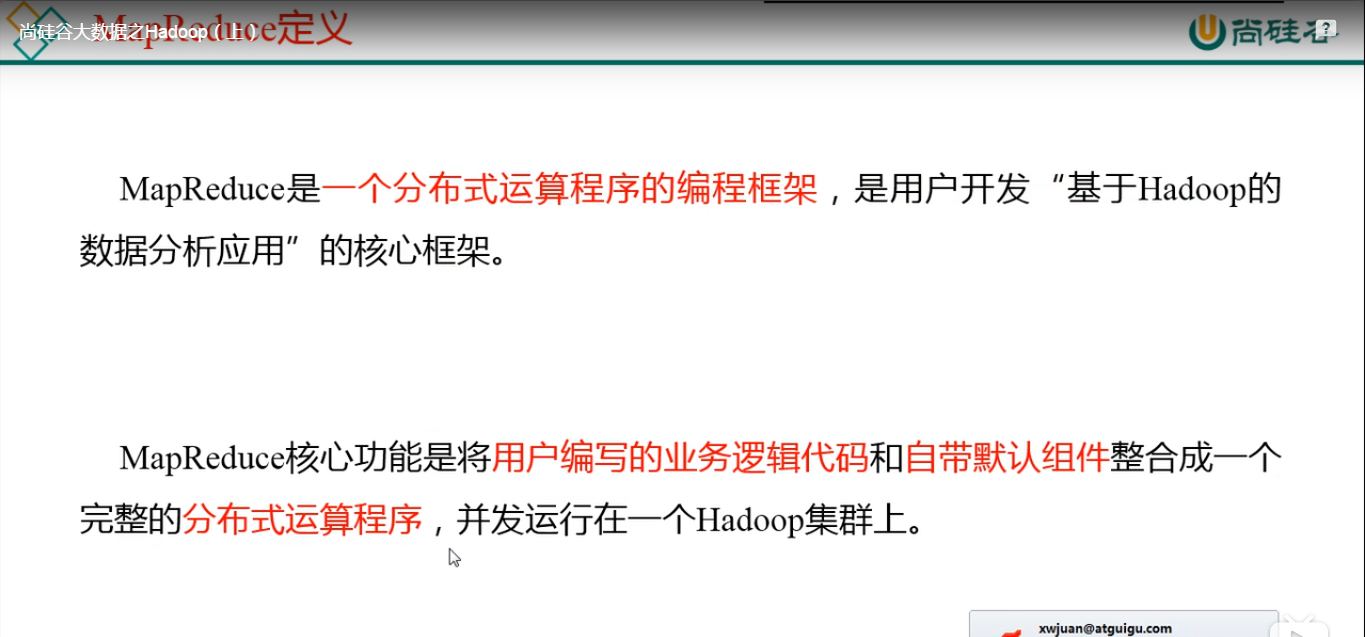 尚硅谷大数据之Hadoop（上）
MapReduce定义
尚硅谷
?
MapReduce是一个分布式运算程序的编程框架，是用户开发“基于Hadoop的
数据分析应用”的核心框架。
MapReduce核心功能是将用户编写的业务逻辑代码和自带默认组件整合成一个
完整的分布式运算程序，并发运行在一个Hadoop集群上。
xwjuan@atguigu.com